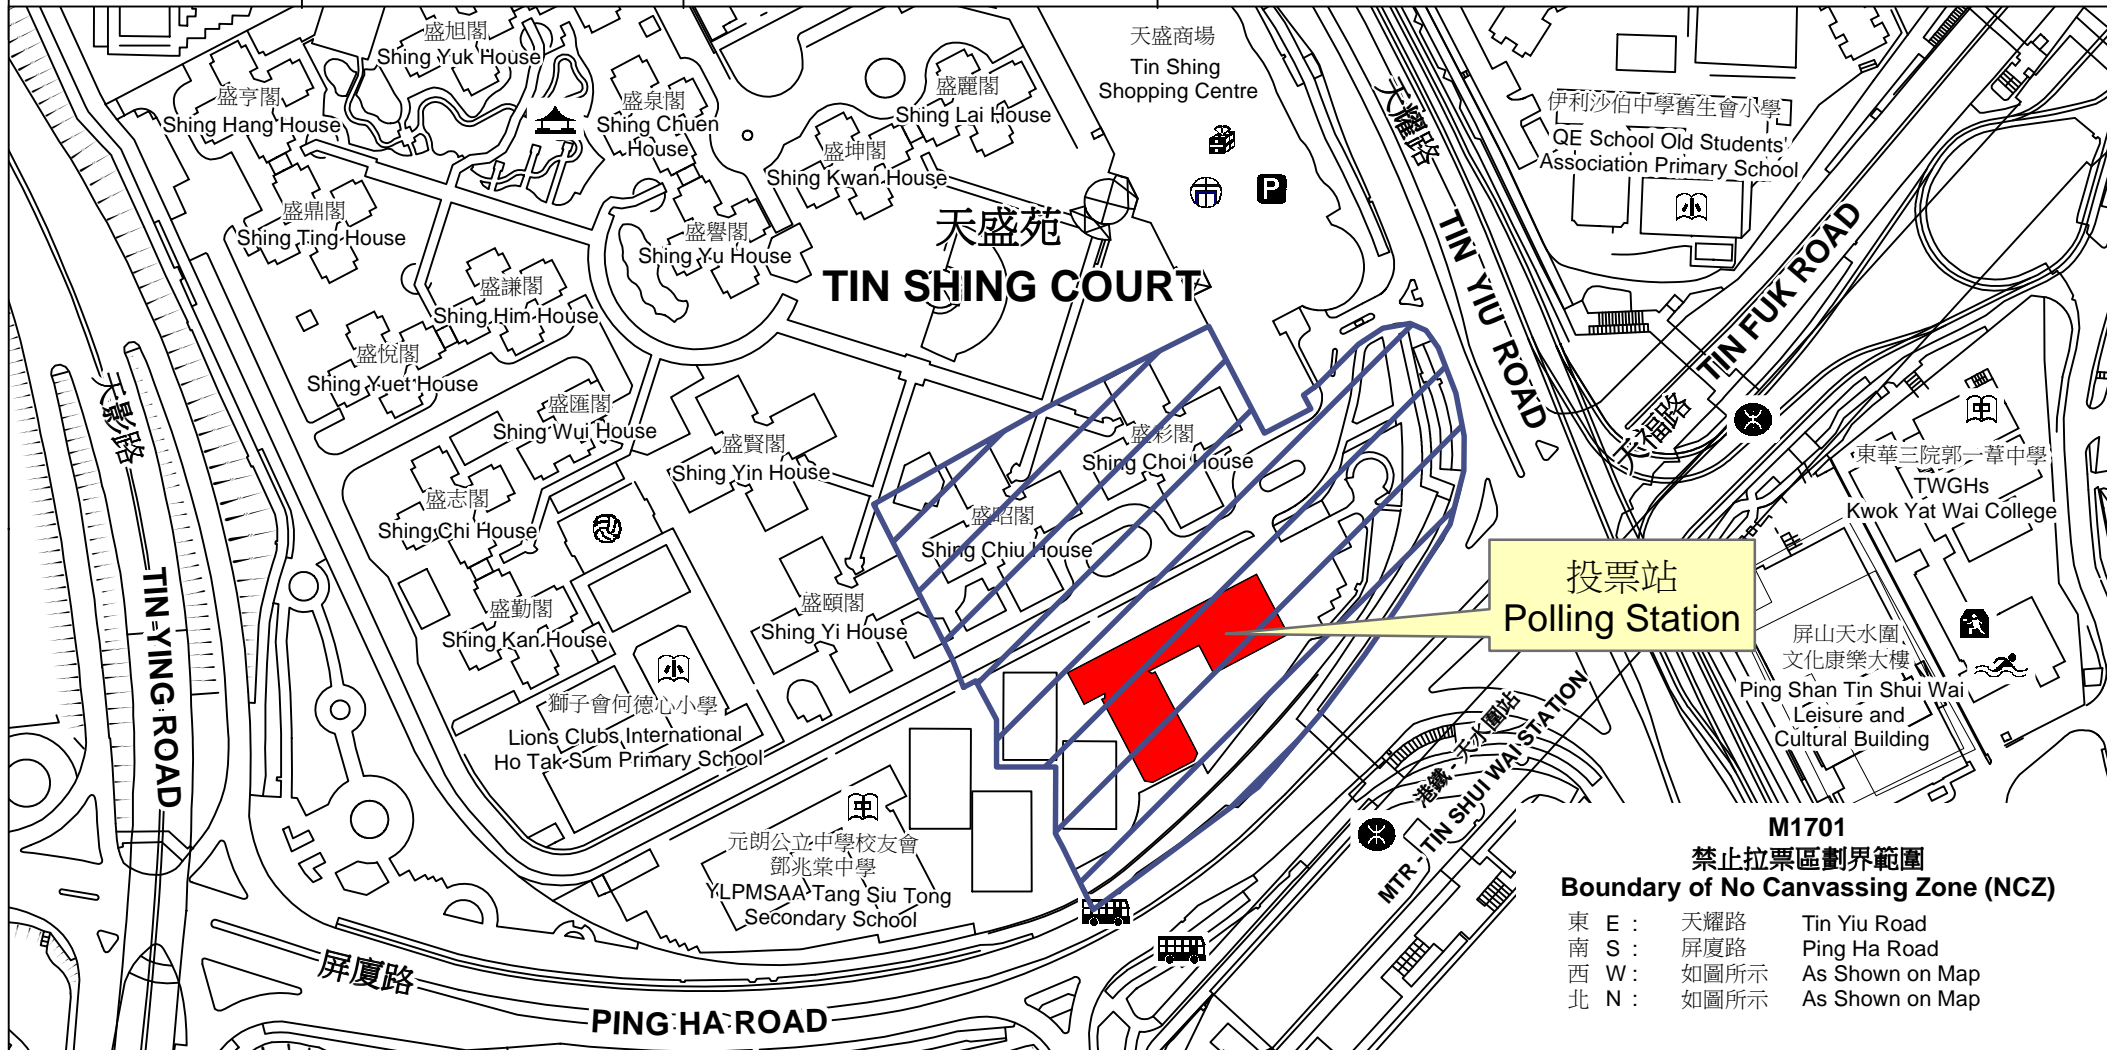 盛旭閣
Shing Yuk House
盛亨閣
Shing Hang House
盛泉閣
Shing Chuen
House
盛麗閣
Shing Lai House
盛坤閣
Shing Kwan House
天盛商場
Tin Shing
Shopping Centre
P
天耀路
TIN YIU ROAD
伊利沙伯中學舊生會小學
QE School Old Students'
Association Primary School
小
盛鼎閣
Shing Ting House
盛譽閣
Shing Yu House
天盛苑
TIN SHING COURT
盛謙閣
Shing Him House
盛悅閣
Shing Yuet House
盛匯閣
Shing Wui House
盛賢閣
Shing Yin House
盛志閣
Shing Chi House
盛彩閣
Shing Choi House
盛昭閣
Shing Chiu House
盛勤閣
Shing Kan House
盛頤閣
Shing Yi House
天影路
TIN YING ROAD
天福路 TIN FUK ROAD
中
東華三院郭一葦中學
TWGHs
Kwok Yat Wai College
投票站
Polling Station
屏山天水圍
文化康樂大樓
Ping Shan Tin Shui Wai
Leisure and
Cultural Building
小
獅子會何德心小學
Lions Clubs International
Ho Tak Sum Primary School
中
元朗公立中學校友會
鄧兆棠中學
YLPMSAA Tang Siu Tong
Secondary School
港鐵 - 天水圍站
MTR - TIN SHUI WAI STATION
屏廈路
PING HA ROAD
M1701
禁止拉票區劃界範圍
Boundary of No Canvassing Zone (NCZ)
東 E : 天耀路 Tin Yiu Road
南 S : 屏廈路 Ping Ha Road
西 W : 如圖所示 As Shown on Map
北 N : 如圖所示 As Shown on Map